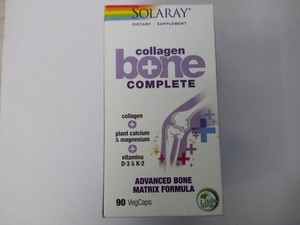 SOLARAY
DIETARY SUPPLEMENT
collagen
bone
COMPLETE
collagen
+
plant calcium
& magnesium
+
vitamins
D-3 & K-2
ADVANCED BONE
MATRIX FORMULA
90 VegCaps